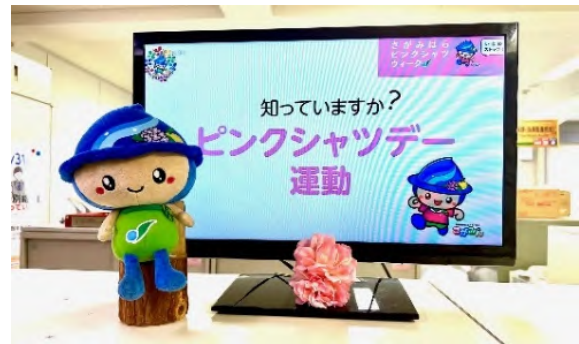 さがみはら
ピンクシャツ
ウィーク
知っていますか?
ピンクシャツデー
運動